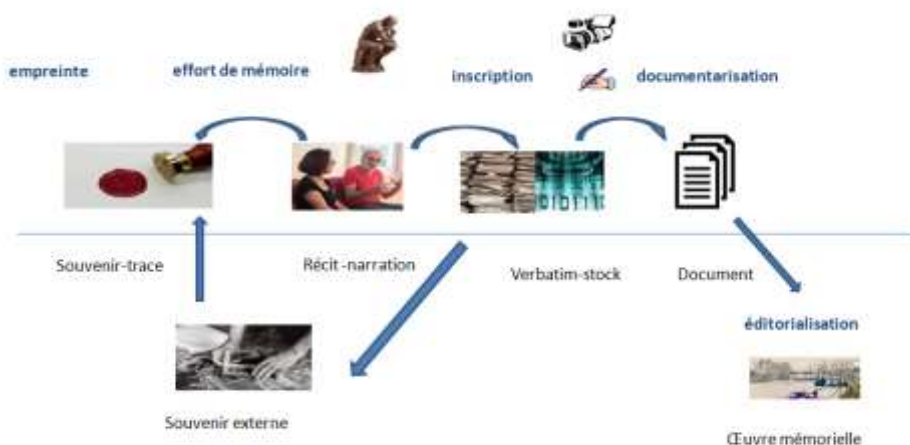 empreinte
effort de mémoire
inscription
documentarisation
Souvenir-trace
Récit-narration
Verbatim-stock
Document
éditorialisation
Souvenir externe
Œuvre mémorielle